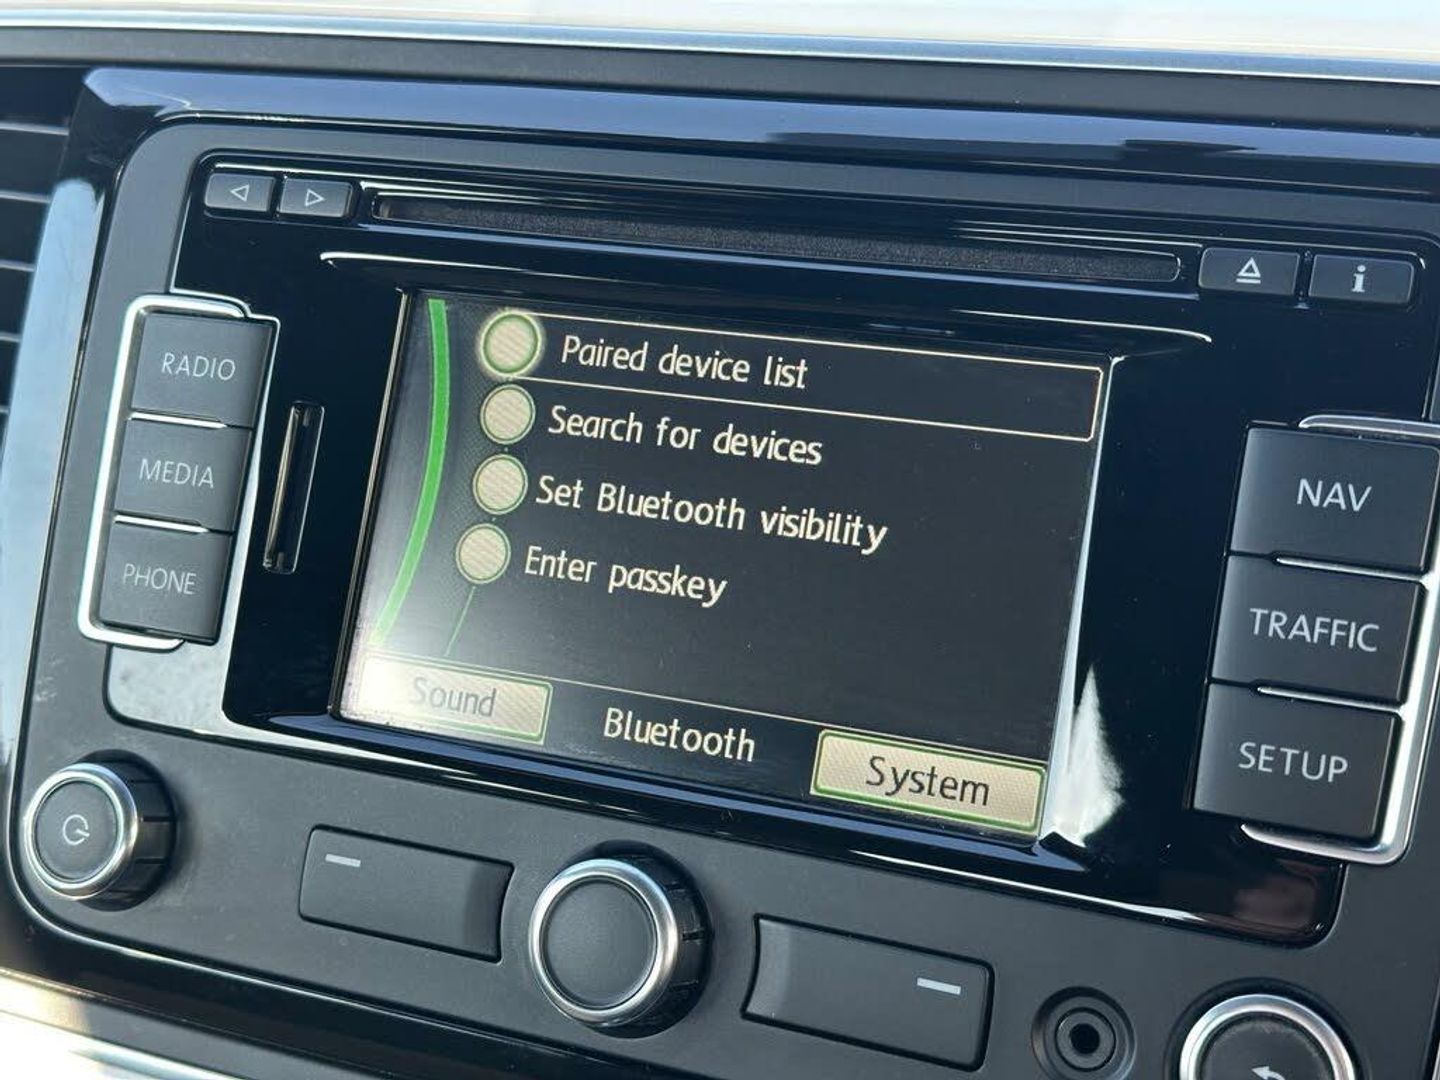 RADIO
MEDIA
PHONE
Paired device list
Search for devices
Set Bluetooth visibility
Enter passkey
Sound
Bluetooth
System
i
NAV
TRAFFIC
SETUP